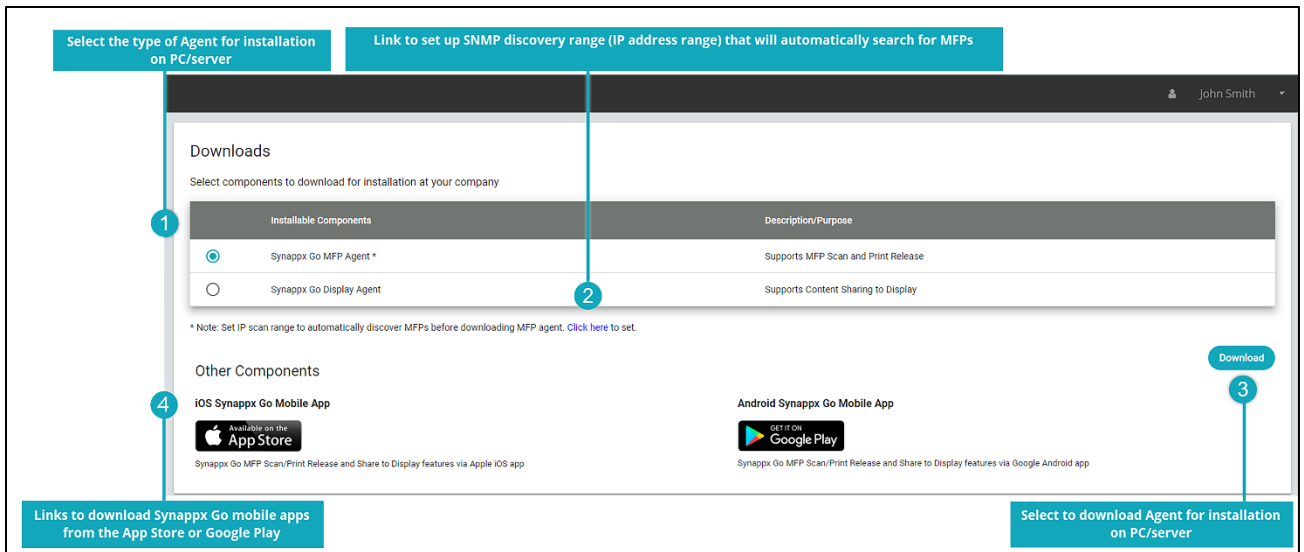 Select the type of Agent for installation
on PC/server
Link to set up SNMP discovery range (IP address range) that will automatically search for MFPs
John Smith
Downloads
Select components to download for installation at your company
1
Installable Components
Description/Purpose
Synappx Go MFP Agent *
Supports MFP Scan and Print Release
Synappx Go Display Agent
Supports Content Sharing to Display
2
* Note: Set IP scan range to automatically discover MFPs before downloading MFP agent. Click here to set.
Download
3
Other Components
4
iOS Synappx Go Mobile App
Android Synappx Go Mobile App
Available on the
App Store
GET IT ON
Google Play
Synappx Go MFP Scan/Print Release and Share to Display features via Apple iOS app
Synappx Go MFP Scan/Print Release and Share to Display features via Google Android app
Links to download Synappx Go mobile apps
from the App Store or Google Play
Select to download Agent for installation
on PC/server